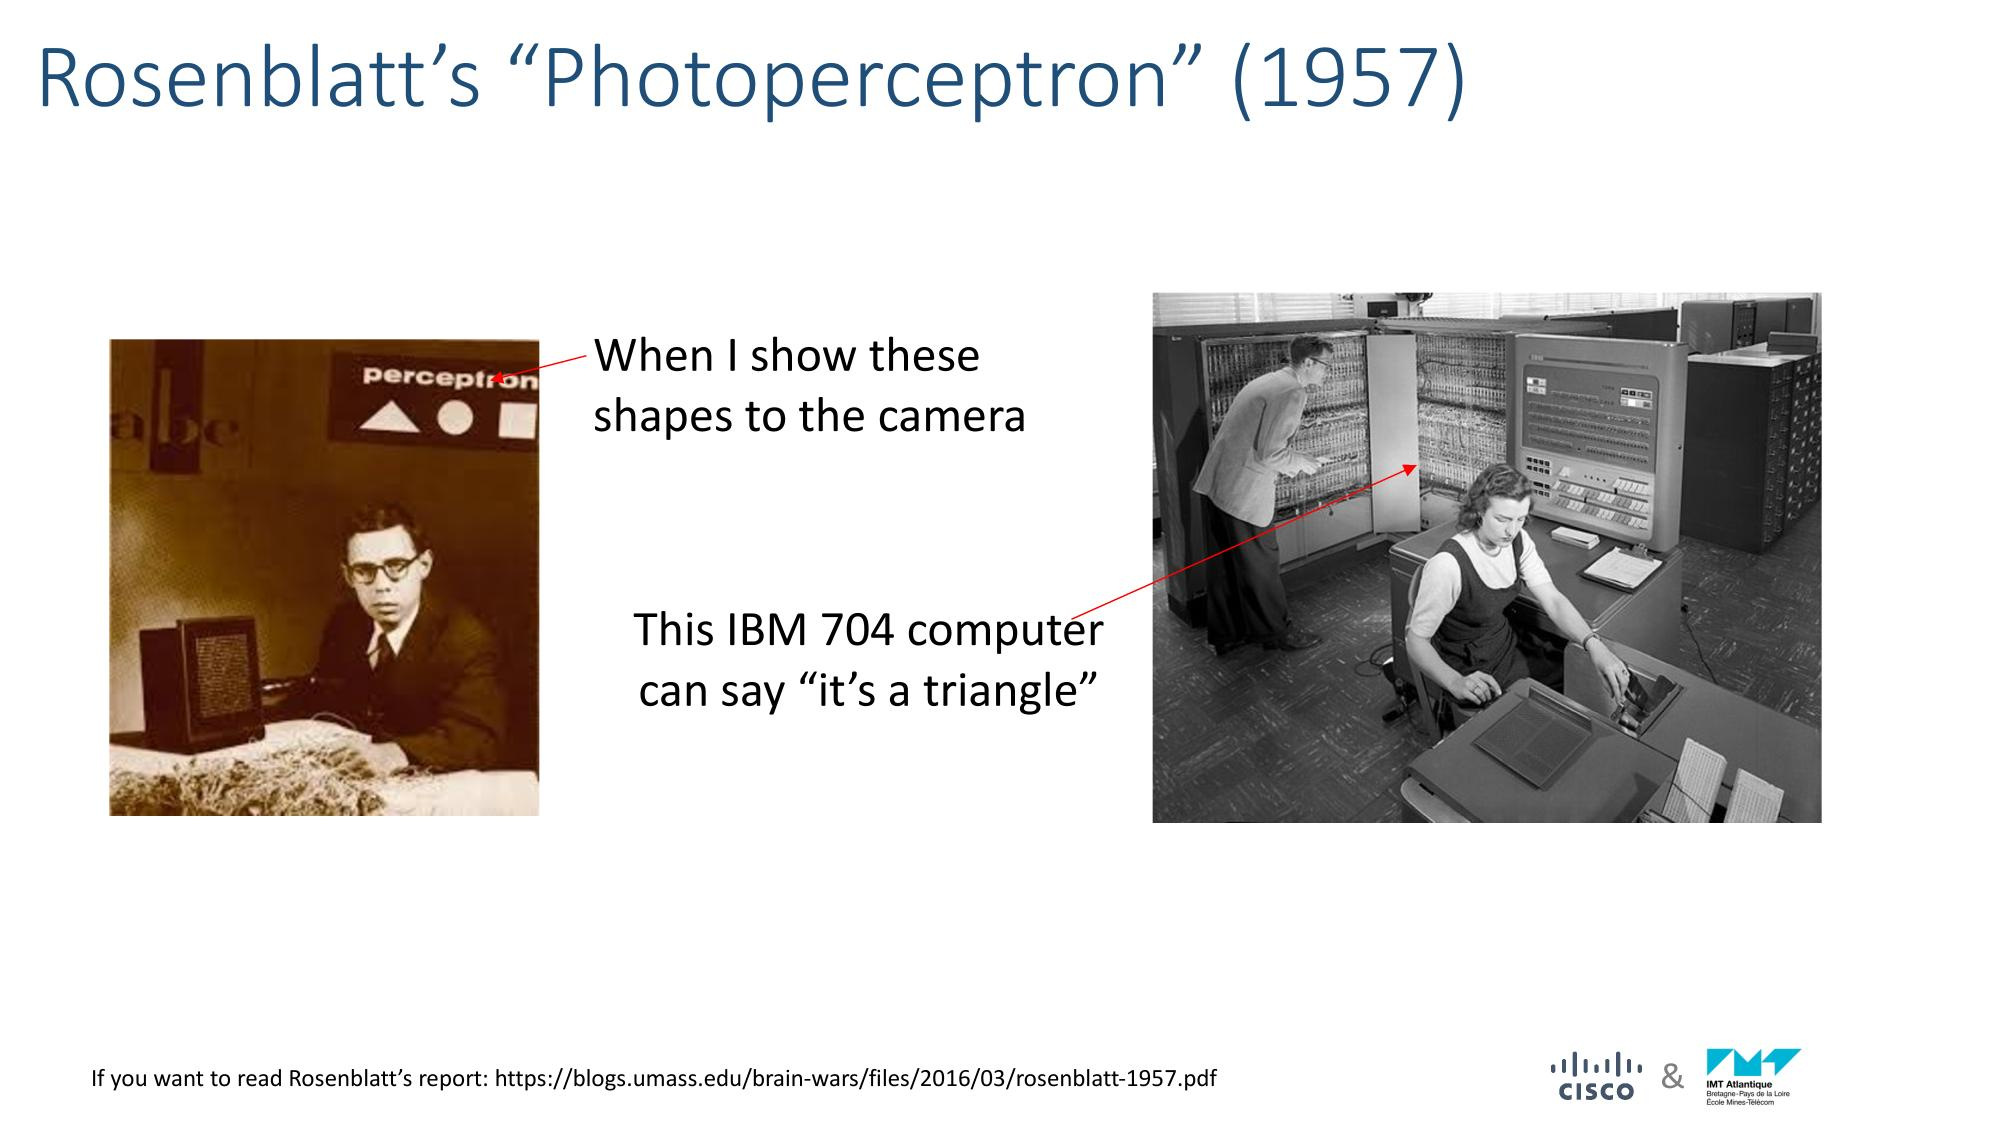 Rosenblatt’s “Photoperceptron” (1957)
perceptron
abc
When I show these
shapes to the camera
This IBM 704 computer
can say “it’s a triangle”
If you want to read Rosenblatt’s report: https://blogs.umass.edu/brain-wars/files/2016/03/rosenblatt-1957.pdf
CISCO
&
IMT Atlantique
Bretagne-Pays de la Loire
École Mines-Télécom